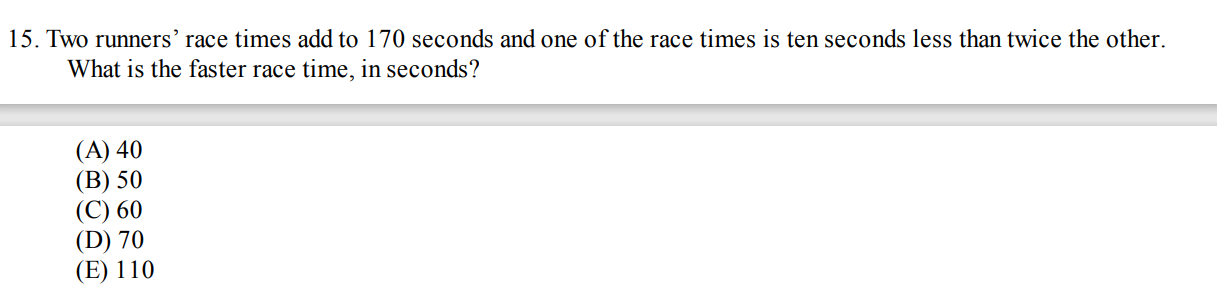 15. Two runners’ race times add to 170 seconds and one of the race times is ten seconds less than twice the other.
What is the faster race time, in seconds?
(A) 40
(B) 50
(C) 60
(D) 70
(E) 110